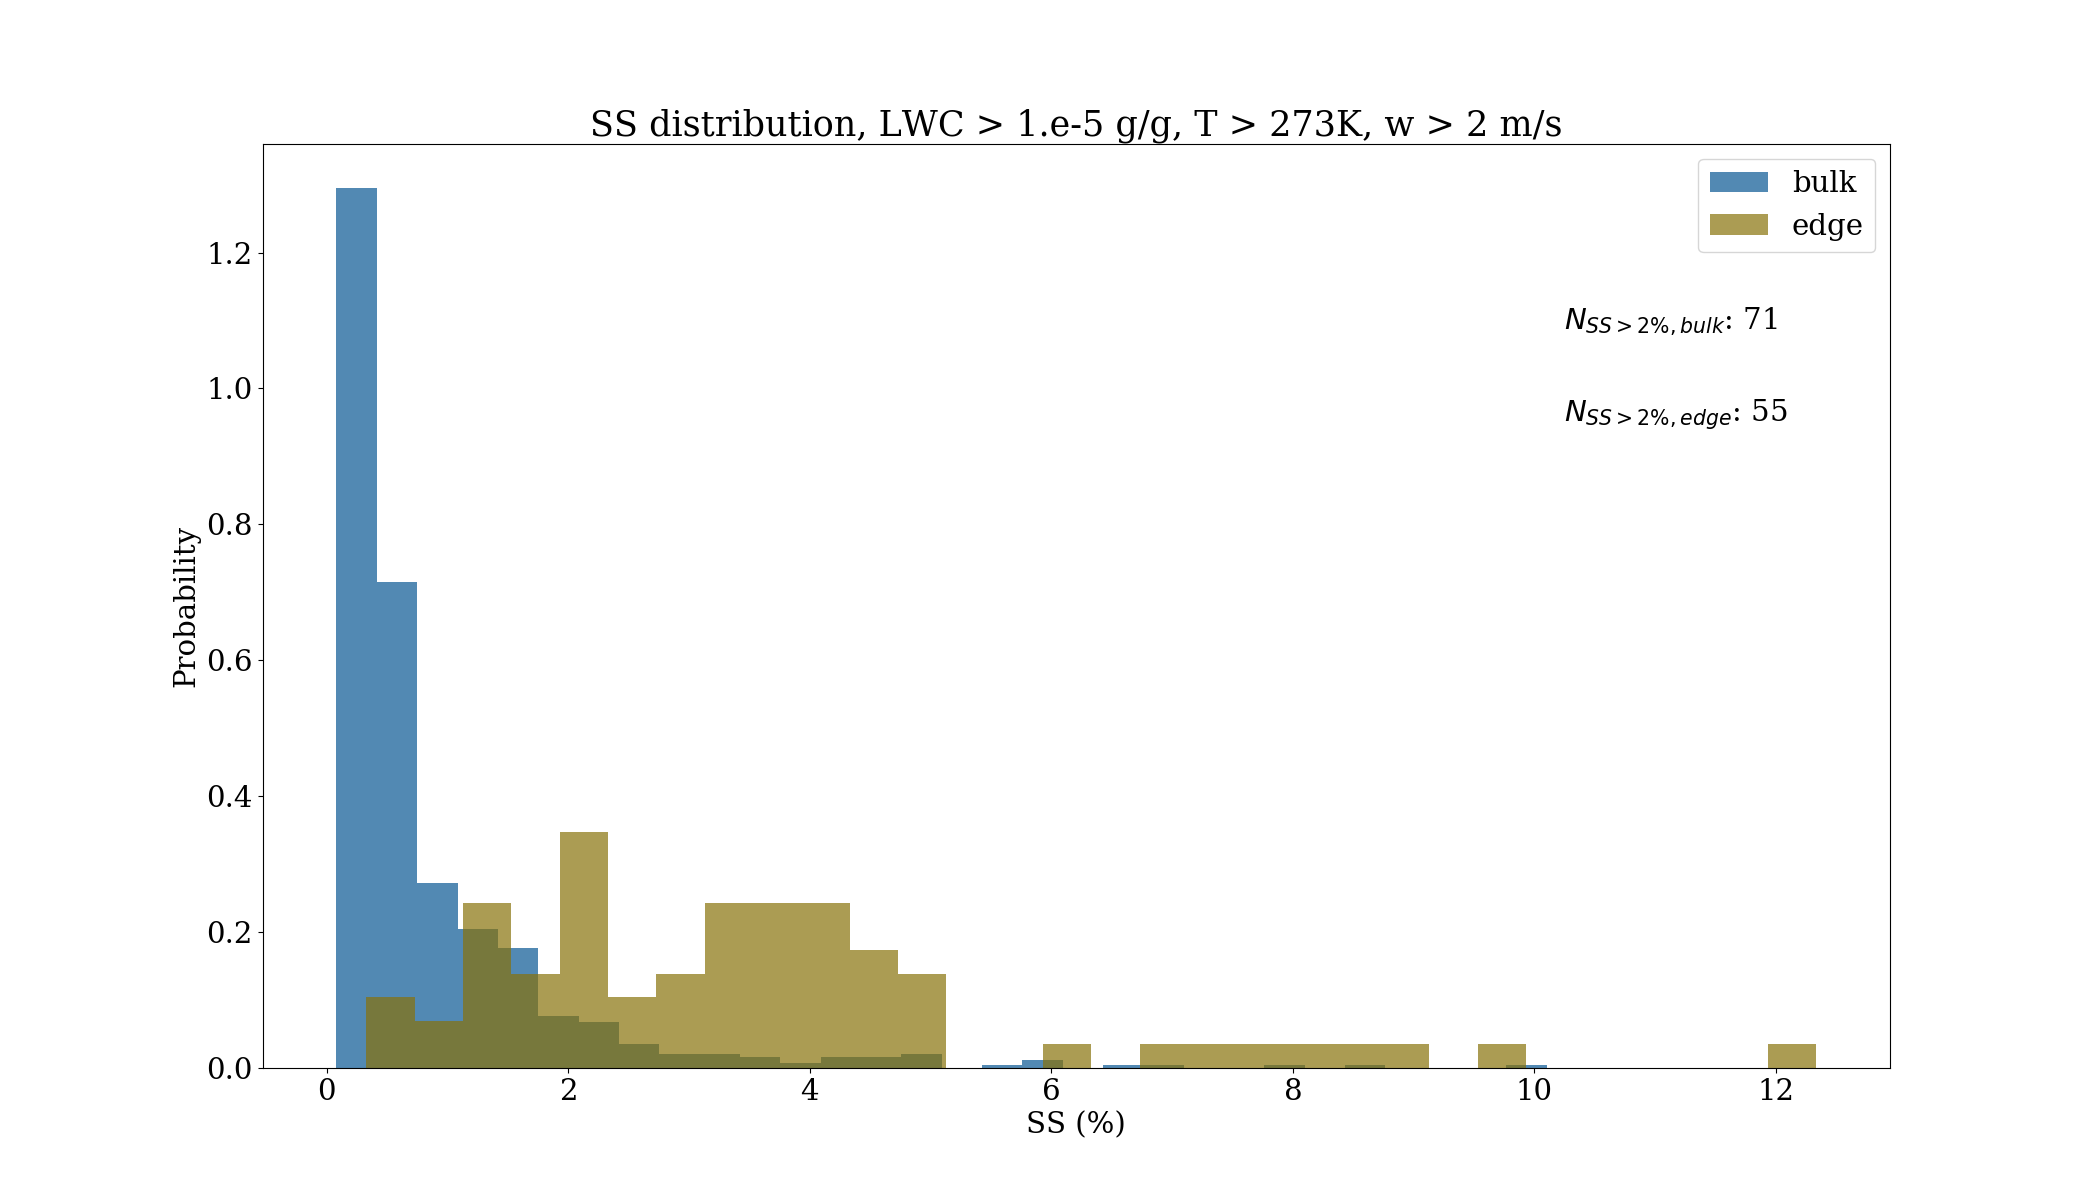 SS distribution, LWC > 1.e-5 g/g, T > 273K, w > 2 m/s
bulk
edge
N_{SS>2%,bulk}: 71
N_{SS>2%,edge}: 55
Probability
1.2
1.0
0.8
0.6
0.4
0.2
0.0
0 2 4 6 8 10 12
SS (%)